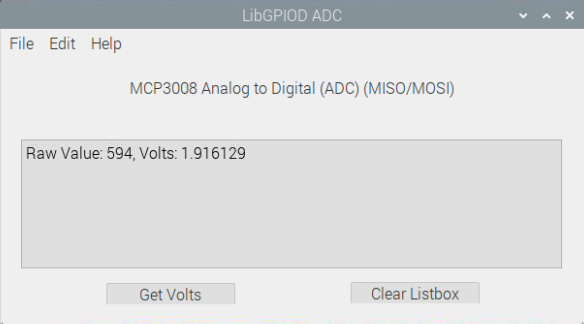 LibGPIOD ADC
File Edit Help
MCP3008 Analog to Digital (ADC) (MISO/MOSI)
Raw Value: 594, Volts: 1.916129
Get Volts Clear Listbox